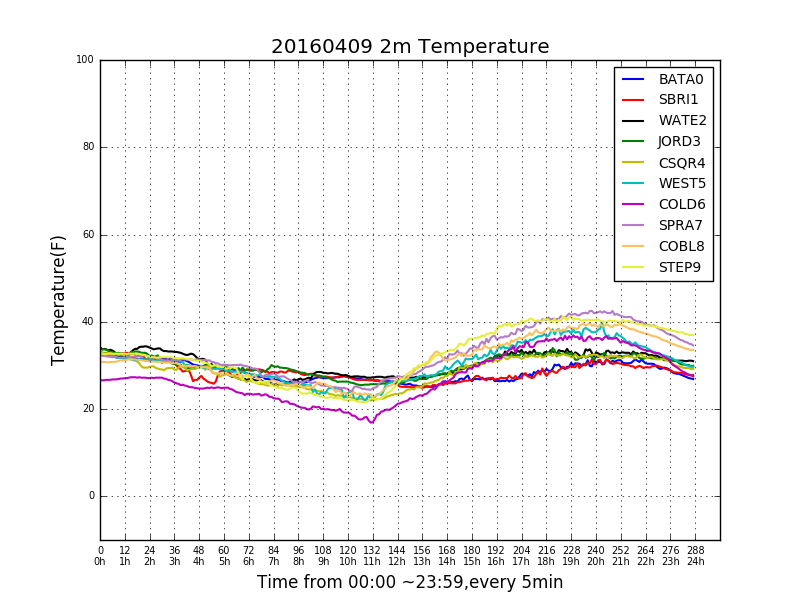 20160409 2m Temperature
100
80
60
40
20
0
Temperature(F)
BATA0
SBRI1
WATE2
JORD3
CSQR4
WEST5
COLD6
SPRA7
COBL8
STEP9
0 12 24 36 48 60 72 84 96 108 120 132 144 156 168 180 192 204 216 228 240 252 264 276 288
0h 1h 2h 3h 4h 5h 6h 7h 8h 9h 10h 11h 12h 13h 14h 15h 16h 17h 18h 19h 20h 21h 22h 23h 24h
Time from 00:00 ~23:59,every 5min